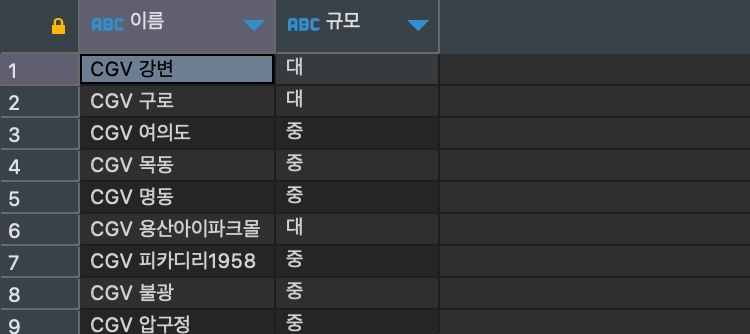 ABC 이름 ABC 규모
1 CGV 강변 대
2 CGV 구로 대
3 CGV 여의도 중
4 CGV 목동 중
5 CGV 명동 중
6 CGV 용산아이파크몰 대
7 CGV 피카디리1958 중
8 CGV 불광 중
9 CGV 압구정 중